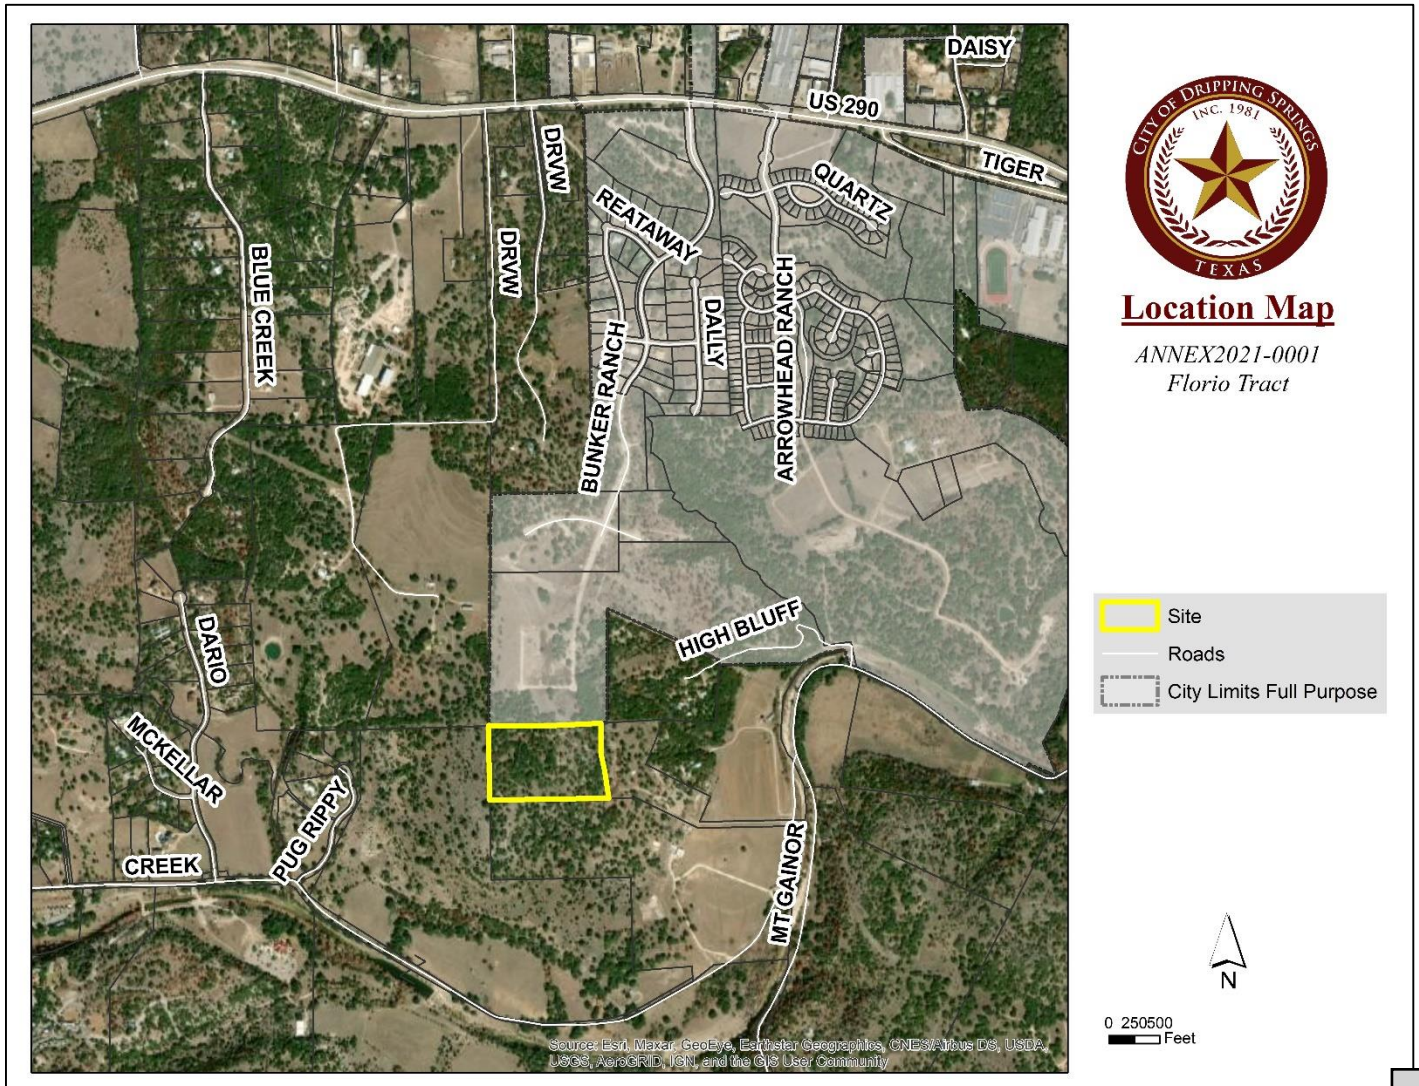 DAISY
US 290
TIGER
DRVW
QUARTZ
REATAWAY
DRVW
BLUE CREEK
DALLY
ARROWHEAD RANCH
BUNKER RANCH
HIGH BLUFF
DARIO
MCKELLAR
PUG RIPPY
CREEK
MT GAINOR
Source: Esri, Maxar, GeoEye, Earthstar Geographics, CNES/Airbus DS, USDA,
USGS, AeroGRID, IGN, and the GIS User Community
CITY OF DRIPPING SPRINGS
INC. 1981
TEXAS
Location Map
ANNEX2021-0001
Florio Tract
Site
Roads
City Limits Full Purpose
N
0 250500
Feet